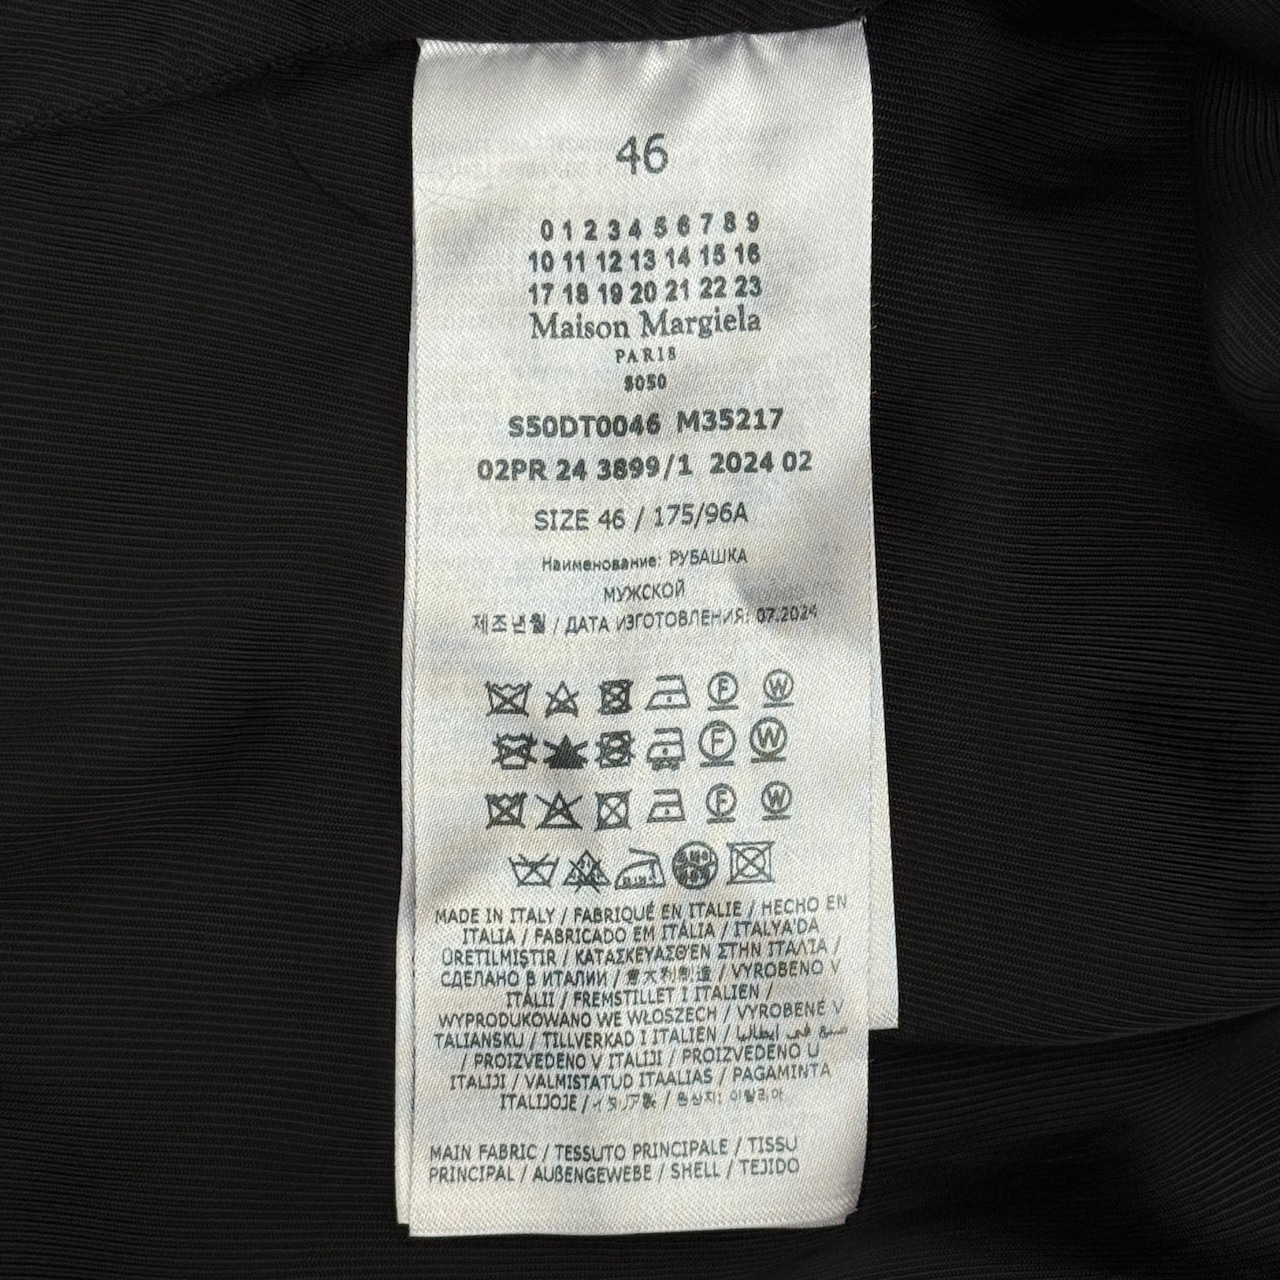 46
0 1 2 3 4 5 6 7 8 9
10 11 12 13 14 15 16
17 18 19 20 21 22 23
Maison Margiela
PARIS
S050
S50DT0046 M35217
02PR 24 3899/1 2024 02
SIZE 46 / 175/96A
Наименование: РУБАШКА
МУЖСКОЙ
제조년월 / ДАТА ИЗГОТОВЛЕНИЯ: 07.2024
F W
F W
F W
MADE IN ITALY / FABRIQUÉ EN ITALIE / HECHO EN
ITALIA / FABRICADO EM ITÁLIA / ITALYA'DA
ÜRETILMIŞTIR / ΚΑΤΑΣΚΕΥΑΣΘΕΝ ΣΤΗΝ ΙΤΑΛΙΑ /
СДЕЛАНО В ИТАЛИИ / 意大利制造 / VYROBENO V
ITÁLII / FREMSTILLET I ITALIEN /
WYPRODUKOWANO WE WŁOSZECH / VYROBENÉ V
TALIANSKU / TILLVERKAD I ITALIEN / صنع في إيطاليا
/ PROIZVEDENO V ITALIJI / PROIZVEDENO U
ITALIJI / VALMISTATUD ITAALIAS / PAGAMINTA
ITALIJOJE / イタリア製 / 원산지: 이탈리아
MAIN FABRIC / TESSUTO PRINCIPALE / TISSU
PRINCIPAL / AUßENGEWEBE / SHELL / TEJIDO